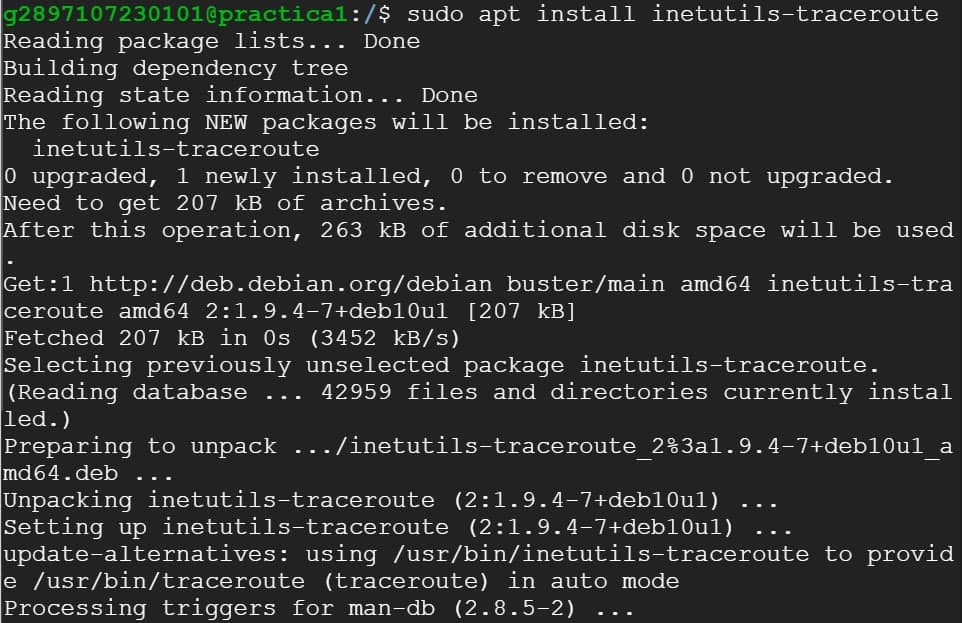 g2897107230101@practica1:/$ sudo apt install inetutils-traceroute
Reading package lists... Done
Building dependency tree
Reading state information... Done
The following NEW packages will be installed:
  inetutils-traceroute
0 upgraded, 1 newly installed, 0 to remove and 0 not upgraded.
Need to get 207 kB of archives.
After this operation, 263 kB of additional disk space will be used
.
Get:1 http://deb.debian.org/debian buster/main amd64 inetutils-tra
ceroute amd64 2:1.9.4-7+deb10u1 [207 kB]
Fetched 207 kB in 0s (3452 kB/s)
Selecting previously unselected package inetutils-traceroute.
(Reading database ... 42959 files and directories currently instal
led.)
Preparing to unpack .../inetutils-traceroute_2%3a1.9.4-7+deb10u1_a
md64.deb ...
Unpacking inetutils-traceroute (2:1.9.4-7+deb10u1) ...
Setting up inetutils-traceroute (2:1.9.4-7+deb10u1) ...
update-alternatives: using /usr/bin/inetutils-traceroute to provid
e /usr/bin/traceroute (traceroute) in auto mode
Processing triggers for man-db (2.8.5-2) ...